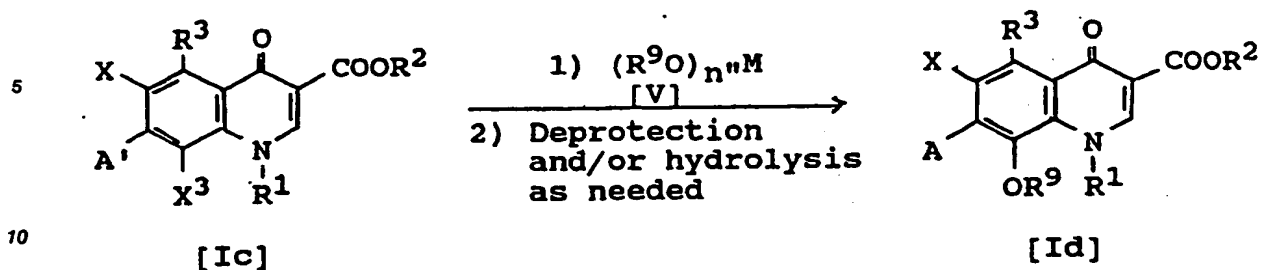 R³ O
X COOR²
A' N
X³ R¹
[Ic]
5
10
1) (R⁹O)ₙ"M
[V]
2) Deprotection
and/or hydrolysis
as needed
R³ O
X COOR²
A N
OR⁹ R¹
[Id]